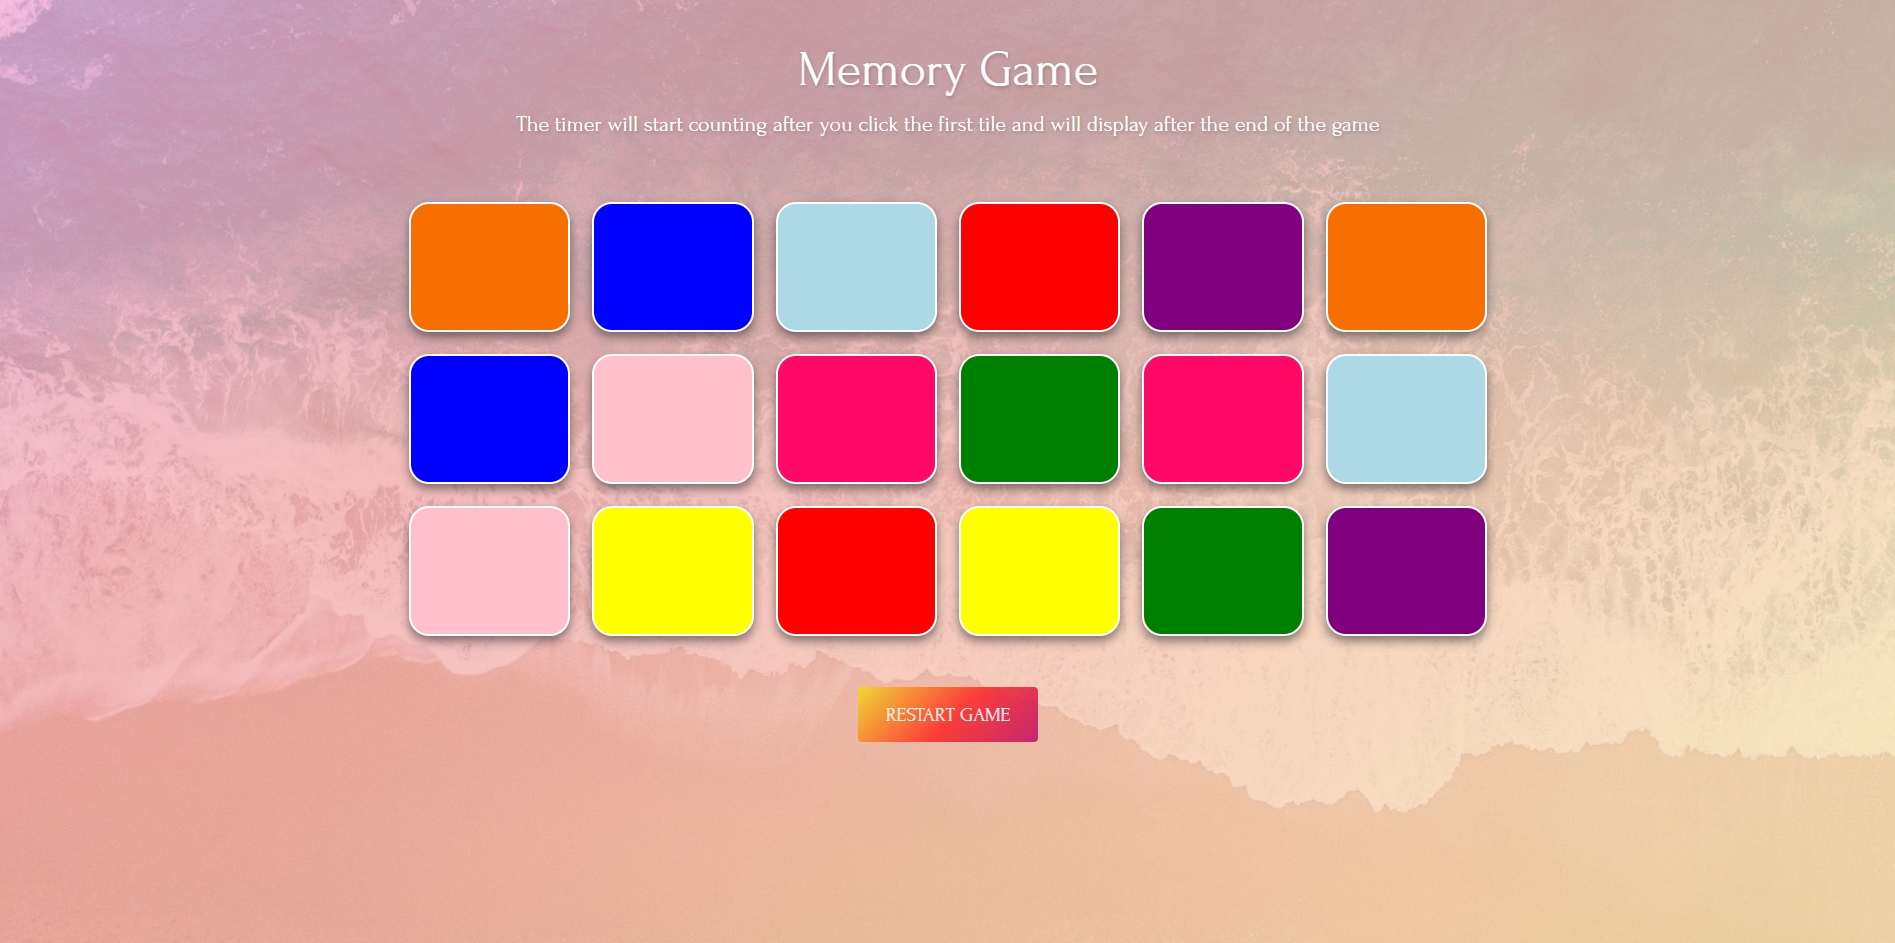 Memory Game
The timer will start counting after you click the first tile and will display after the end of the game
RESTART GAME